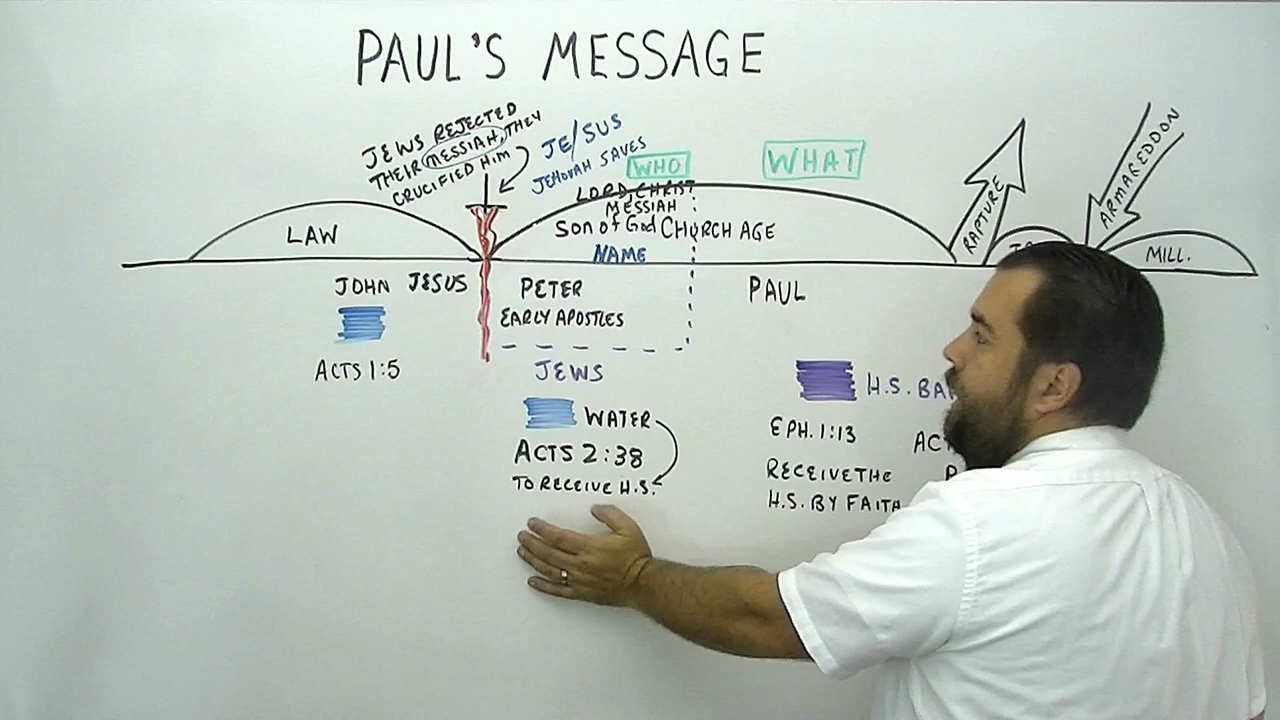 PAUL'S MESSAGE
JEWS REJECTED
THEIR MESSIAH, THEY
CRUCIFIED HIM
JE/SUS
JEHOVAH SAVES
WHO
WHAT
LORD, CHRIST
MESSIAH
SON of God
NAME
CHURCH AGE
LAW
RAPTURE
ARMAGEDDON
MILL.
JOHN JESUS
PETER
EARLY APOSTLES
PAUL
ACTS 1:5
JEWS
WATER
ACTS 2:38
TO RECEIVE H.S.
H.S.
EPH. 1:13
RECEIVE THE
H.S. BY FAITH